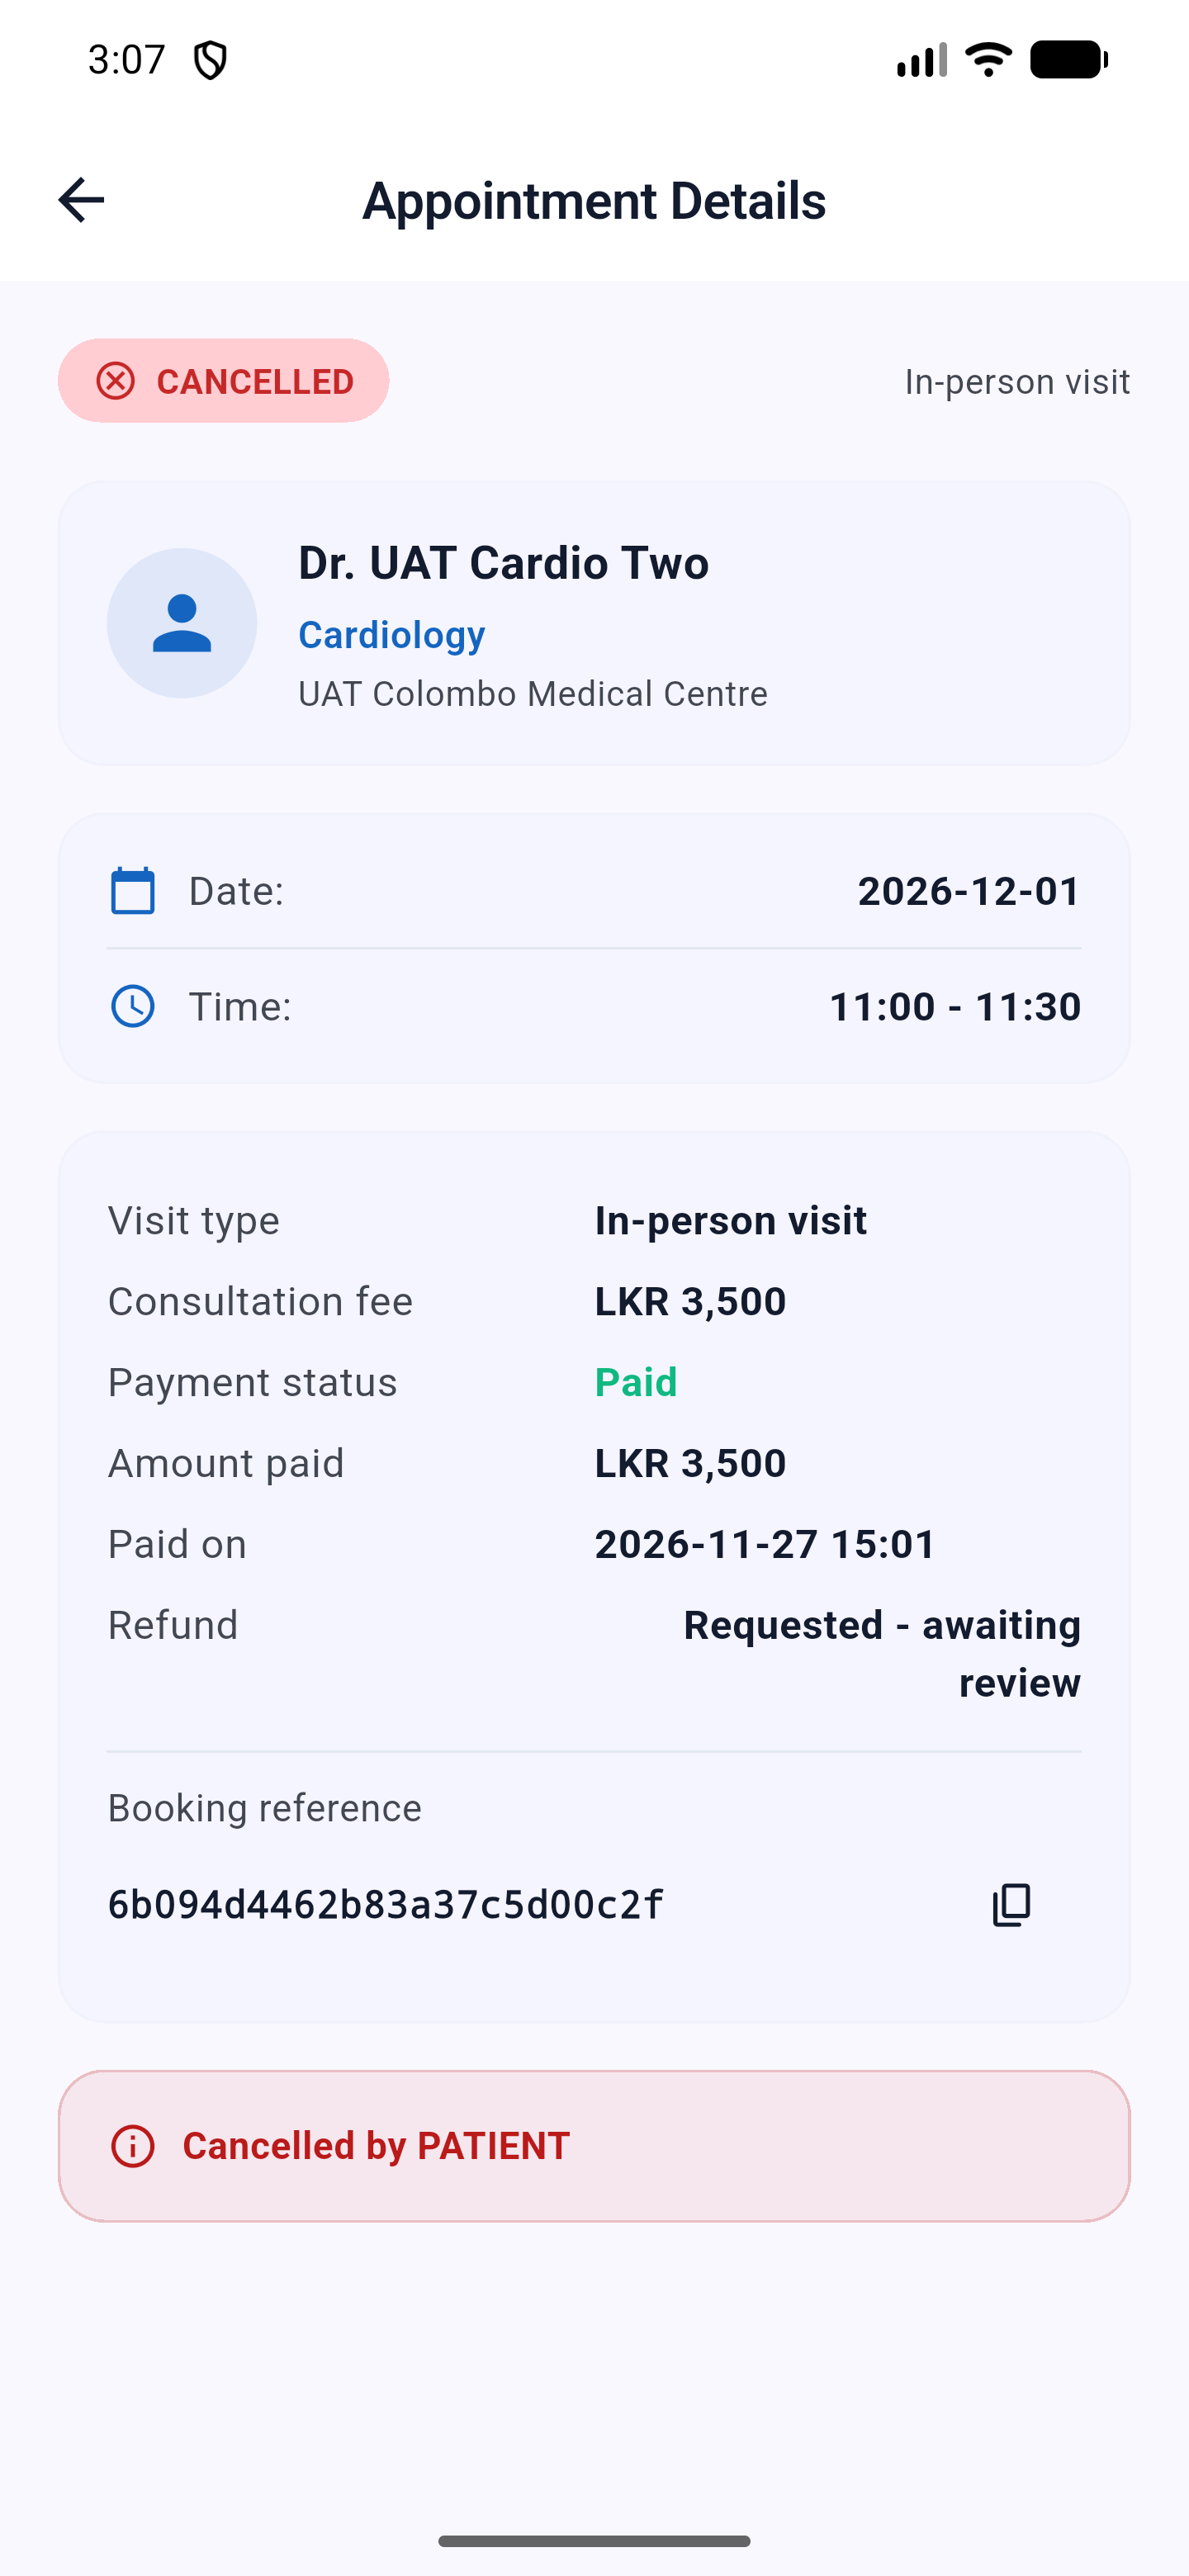 3:07
Appointment Details
CANCELLED
In-person visit
Dr. UAT Cardio Two
Cardiology
UAT Colombo Medical Centre
Date: 2026-12-01
Time: 11:00 - 11:30
Visit type In-person visit
Consultation fee LKR 3,500
Payment status Paid
Amount paid LKR 3,500
Paid on 2026-11-27 15:01
Refund Requested - awaiting
review
Booking reference
6b094d4462b83a37c5d00c2f
Cancelled by PATIENT